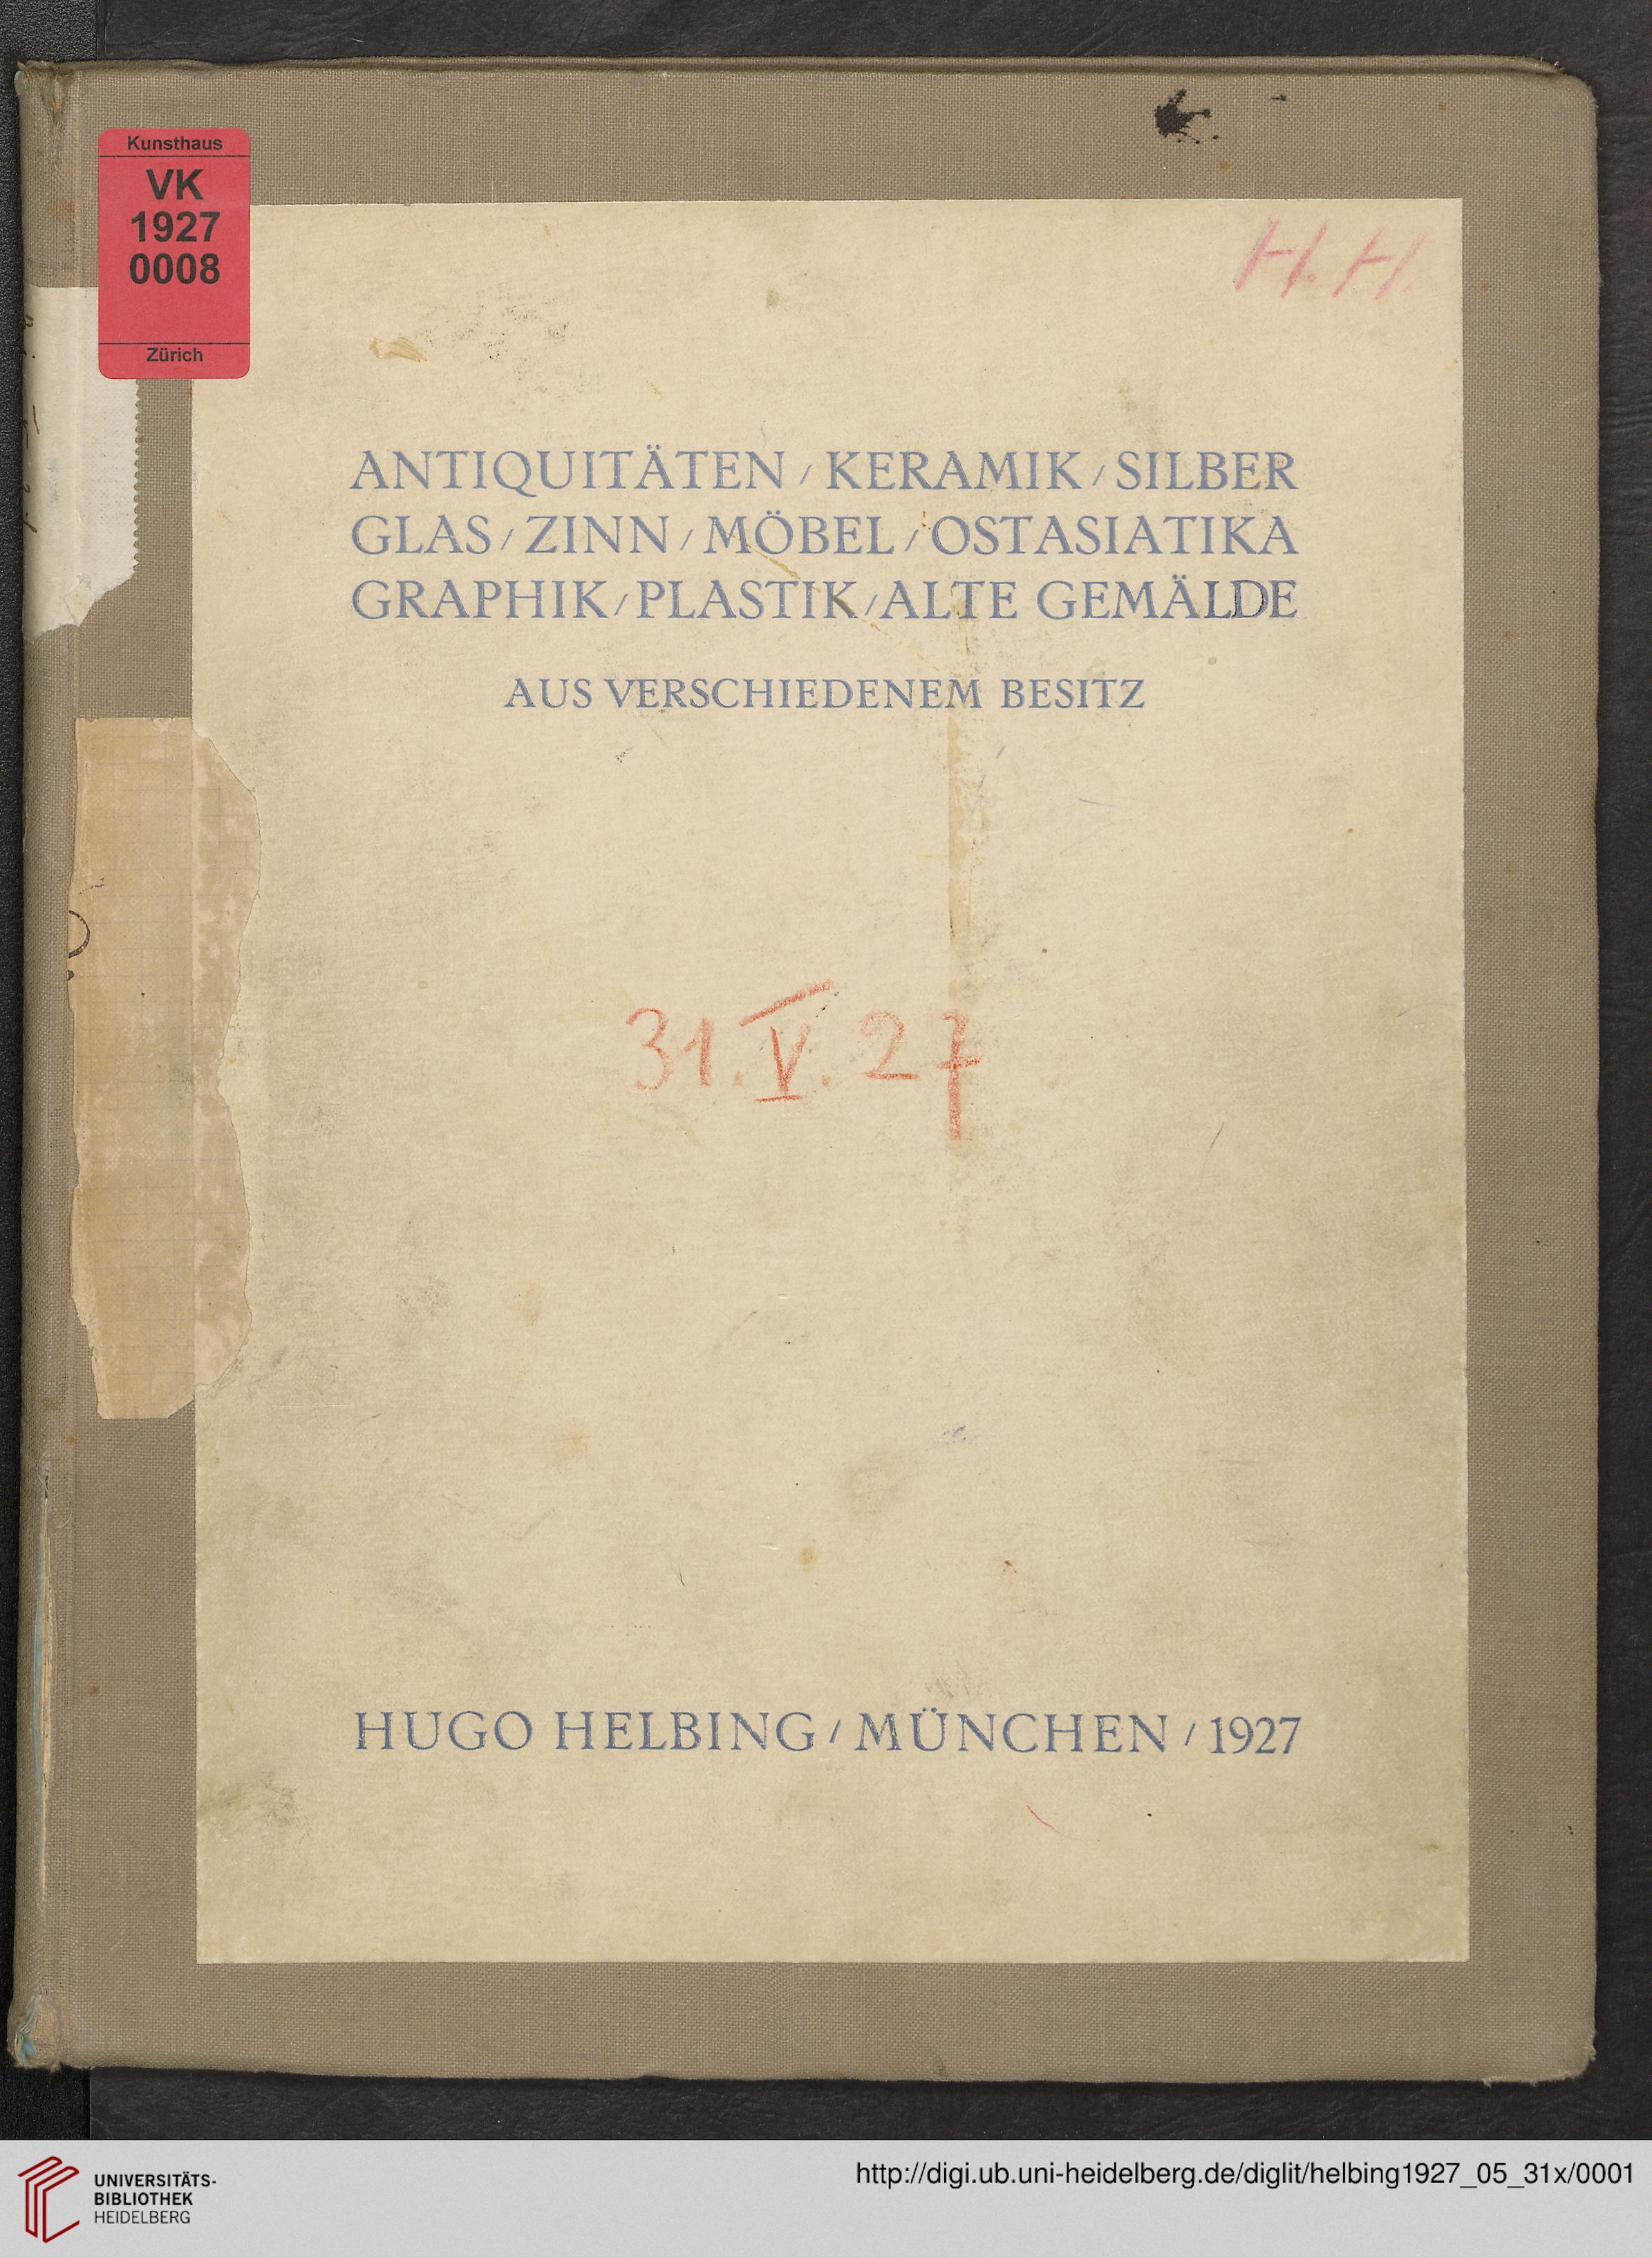 Kunsthaus
VK
1927
0008
Zürich
H. H.
ANTIQUITÄTEN / KERAMIK / SILBER
GLAS / ZINN / MÖBEL / OSTASIATIKA
GRAPHIK / PLASTIK / ALTE GEMÄLDE
AUS VERSCHIEDENEM BESITZ
31. V. 27
HUGO HELBING / MÜNCHEN / 1927
UNIVERSITÄTS-
BIBLIOTHEK
HEIDELBERG
http://digi.ub.uni-heidelberg.de/diglit/helbing1927_05_31x/0001